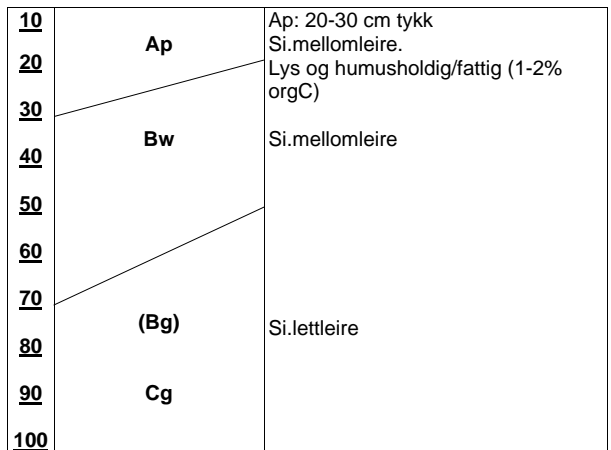 10
Ap: 20-30 cm tykk
Ap
Si.mellomleire.
20
Lys og humusholdig/fattig (1-2%
orgC)
30
Bw
Si.mellomleire
40
50
60
70
(Bg)
Si.lettleire
80
90
Cg
100